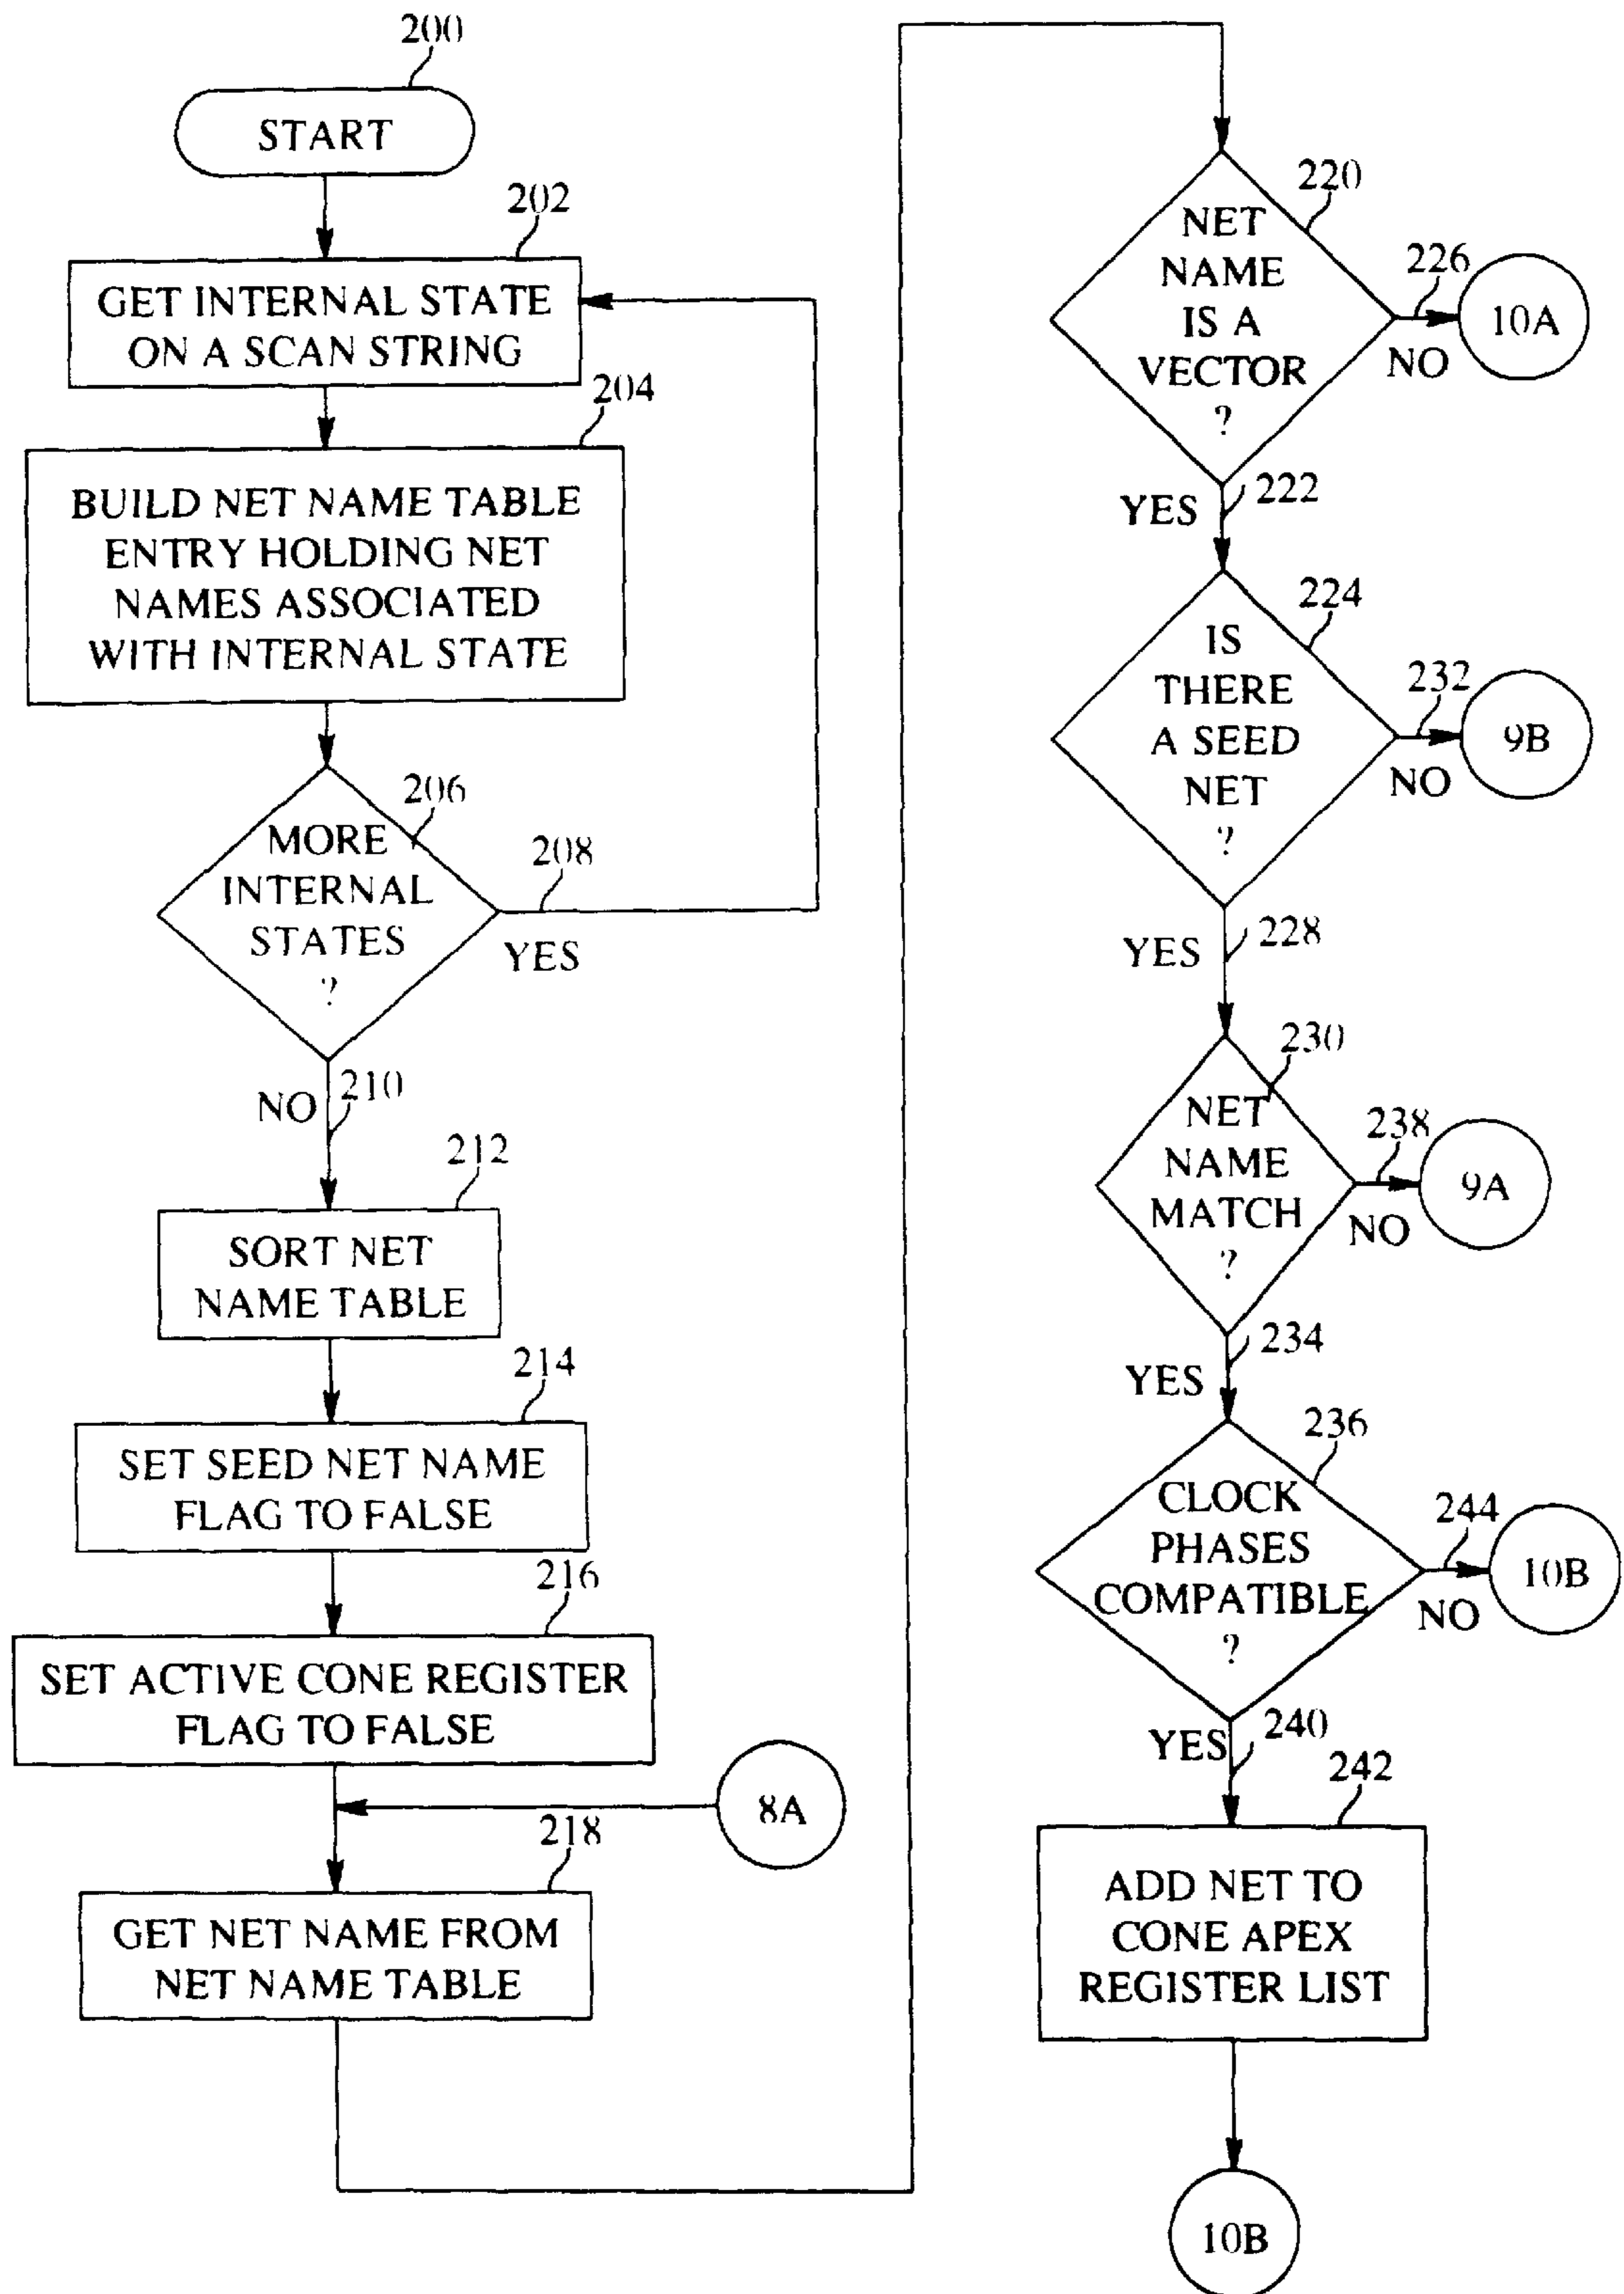 200
START
202
GET INTERNAL STATE
ON A SCAN STRING
204
BUILD NET NAME TABLE
ENTRY HOLDING NET
NAMES ASSOCIATED
WITH INTERNAL STATE
206
MORE
INTERNAL
STATES
?
208
YES
NO
210
212
SORT NET
NAME TABLE
214
SET SEED NET NAME
FLAG TO FALSE
216
SET ACTIVE CONE REGISTER
FLAG TO FALSE
8A
218
GET NET NAME FROM
NET NAME TABLE
220
NET
NAME
IS A
VECTOR
?
226
NO
10A
YES
222
224
IS
THERE
A SEED
NET
?
232
NO
9B
YES
228
230
NET
NAME
MATCH
?
238
NO
9A
YES
234
236
CLOCK
PHASES
COMPATIBLE
?
244
NO
10B
YES
240
242
ADD NET TO
CONE APEX
REGISTER LIST
10B